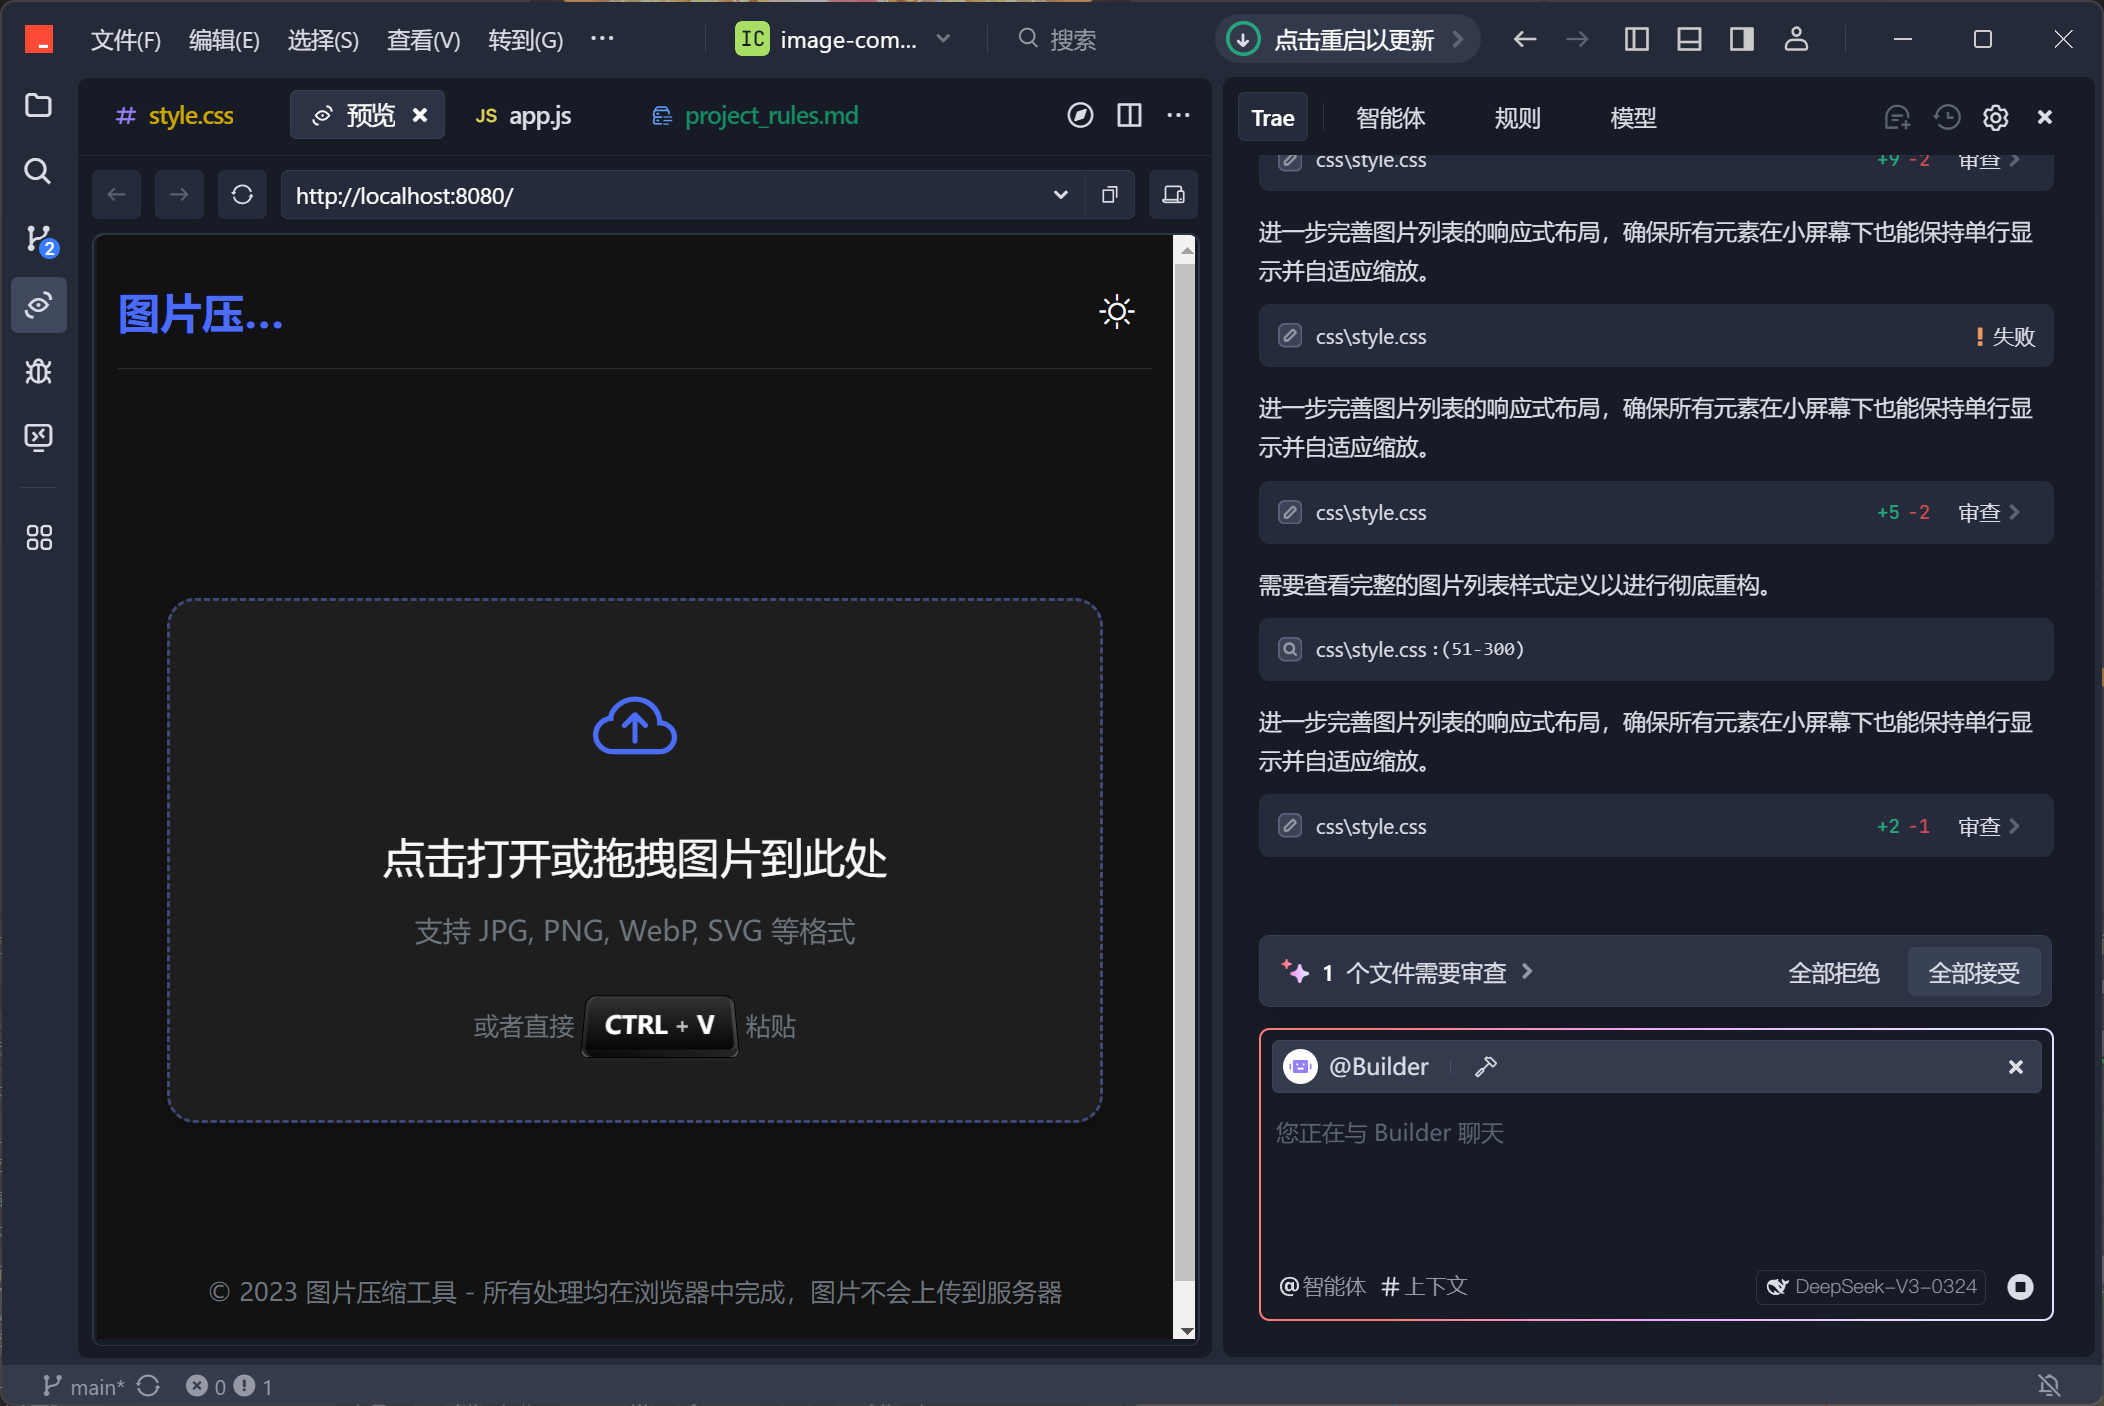 文件(F) 编辑(E) 选择(S) 查看(V) 转到(G) ··· IC image-com... 搜索 点击重启以更新
# style.css 预览 JS app.js project_rules.md
http://localhost:8080/
图片压...
点击打开或拖拽图片到此处
支持 JPG, PNG, WebP, SVG 等格式
或者直接 CTRL + V 粘贴
© 2023 图片压缩工具 - 所有处理均在浏览器中完成，图片不会上传到服务器
2
Trae 智能体 规则 模型
css\style.css +9 -2 审查
进一步完善图片列表的响应式布局，确保所有元素在小屏幕下也能保持单行显
示并自适应缩放。
css\style.css ! 失败
进一步完善图片列表的响应式布局，确保所有元素在小屏幕下也能保持单行显
示并自适应缩放。
css\style.css +5 -2 审查
需要查看完整的图片列表样式定义以进行彻底重构。
css\style.css :(51-300)
进一步完善图片列表的响应式布局，确保所有元素在小屏幕下也能保持单行显
示并自适应缩放。
css\style.css +2 -1 审查
1 个文件需要审查 全部拒绝 全部接受
@Builder
您正在与 Builder 聊天
@智能体 # 上下文 DeepSeek-V3-0324
main* 0 1